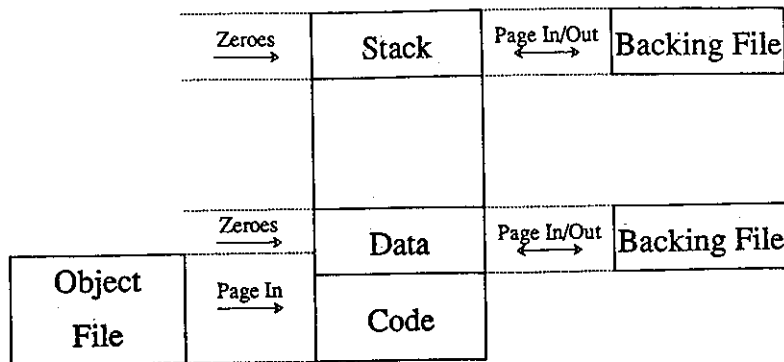 Zeroes
Stack
Page In/Out
Backing File
Zeroes
Data
Page In/Out
Backing File
Object
File
Page In
Code